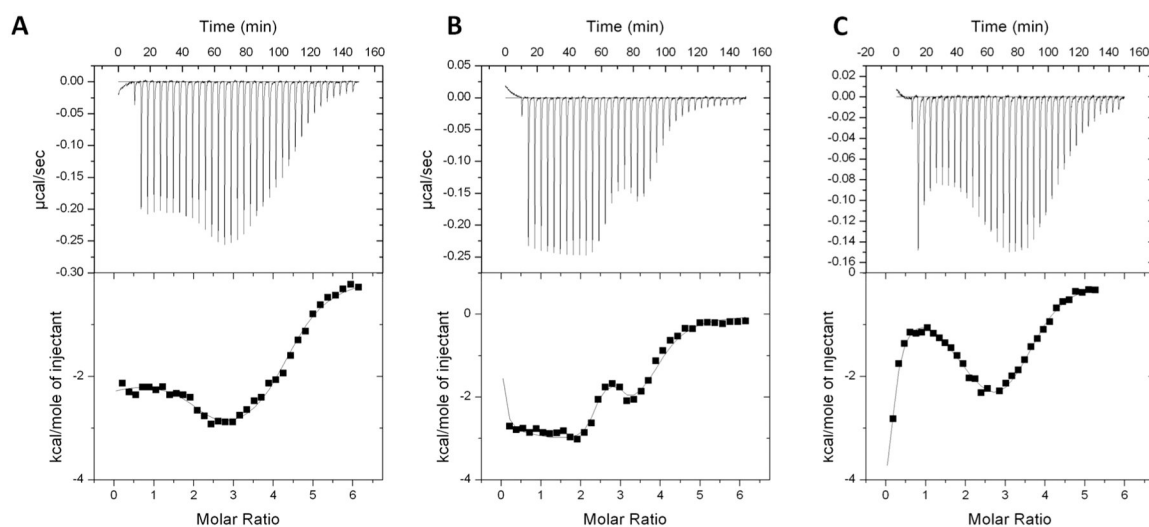 A
Time (min)
0 20 40 60 80 100 120 140 160
0.00
-0.05
-0.10
-0.15
-0.20
-0.25
-0.30
µcal/sec
-2
-4
kcal/mole of injectant
0 1 2 3 4 5 6
Molar Ratio
B
Time (min)
0 20 40 60 80 100 120 140 160
0.05
0.00
-0.05
-0.10
-0.15
-0.20
-0.25
µcal/sec
0
-2
-4
kcal/mole of injectant
0 1 2 3 4 5 6
Molar Ratio
C
Time (min)
-20 0 20 40 60 80 100 120 140 160
0.02
0.00
-0.02
-0.04
-0.06
-0.08
-0.10
-0.12
-0.14
-0.16
0
-2
-4
kcal/mole of injectant
0 1 2 3 4 5 6
Molar Ratio